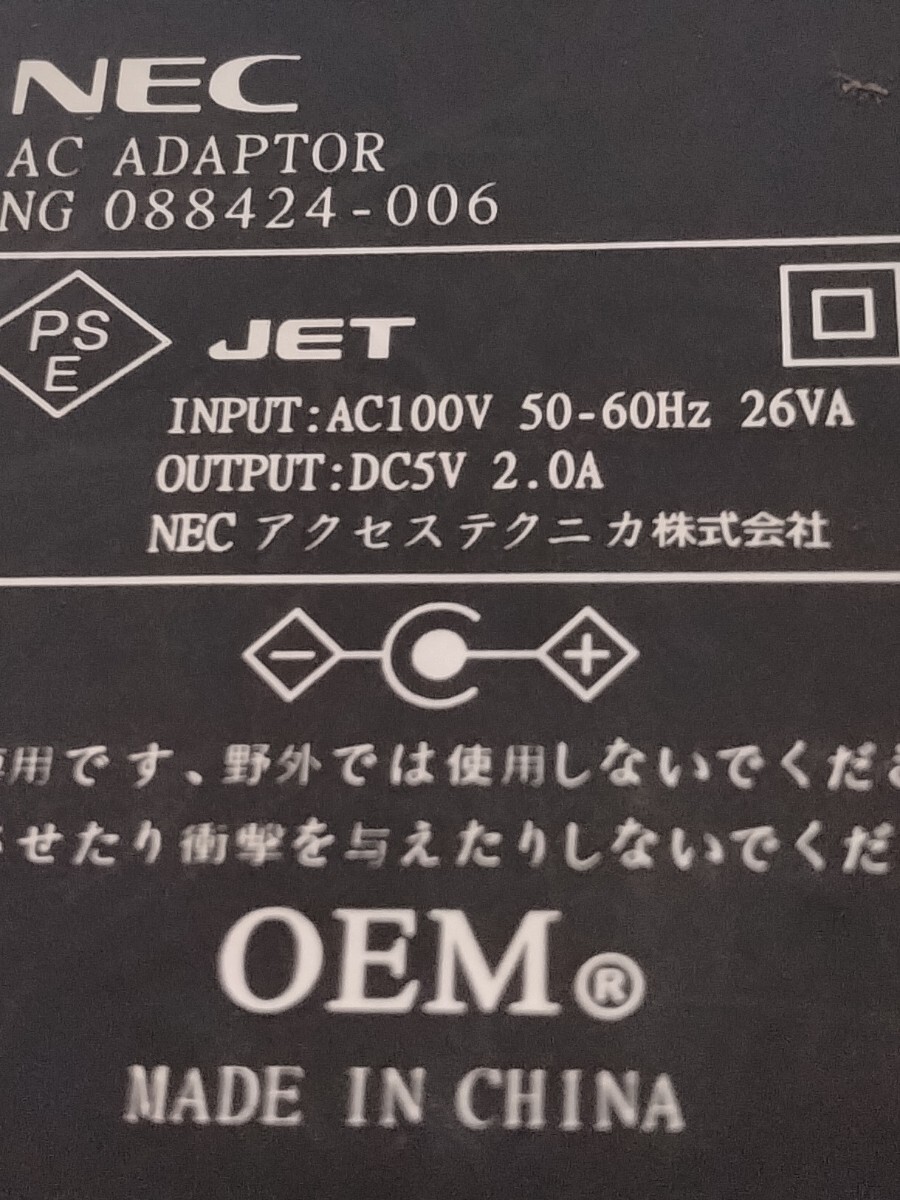 NEC
AC ADAPTOR
NG 088424-006
PS
E
JET
INPUT:AC100V 50-60Hz 26VA
OUTPUT:DC5V 2.0A
NEC アクセステクニカ株式会社
用です、野外では使用しないでくださ
せたり衝撃を与えたりしないでくだ
OEM®
MADE IN CHINA